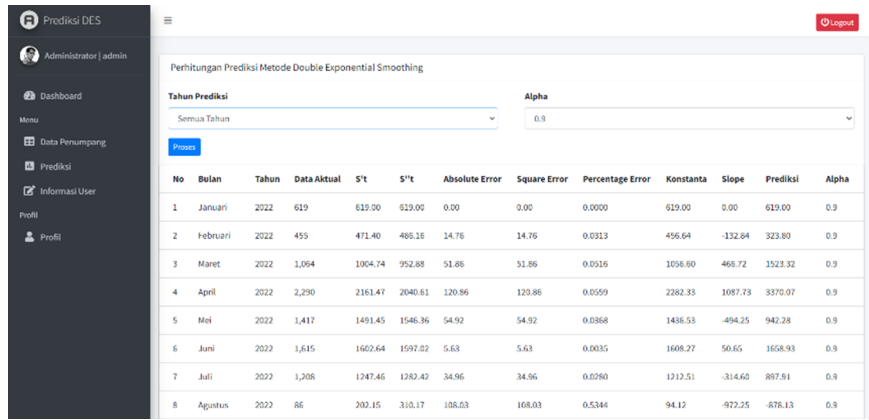 Prediksi DES
Logout
Administrator | admin
Perhitungan Prediksi Metode Double Exponential Smoothing
Dashboard
Tahun Prediksi
Alpha
Menu
Semua Tahun
0.9
Data Penumpang
Proses
Prediksi
No Bulan Tahun Data Aktual S't S''t Absolute Error Square Error Percentage Error Konstanta Slope Prediksi Alpha
Informasi User
1 Januari 2022 619 619.00 619.00 0.00 0.00 0.0000 619.00 0.00 619.00 0.9
Profil
Profil
2 Februari 2022 455 471.40 486.16 14.76 14.76 0.0313 456.64 -132.84 323.80 0.9
3 Maret 2022 1,064 1004.74 952.88 51.86 51.86 0.0516 1056.60 466.72 1523.32 0.9
4 April 2022 2,290 2161.47 2040.61 120.86 120.86 0.0559 2282.33 1087.73 3370.07 0.9
5 Mei 2022 1,417 1491.45 1546.36 54.92 54.92 0.0368 1436.53 -494.25 942.28 0.9
6 Juni 2022 1,615 1602.64 1597.02 5.63 5.63 0.0035 1608.27 50.65 1658.93 0.9
7 Juli 2022 1,208 1247.46 1282.42 34.96 34.96 0.0280 1212.51 -314.60 897.91 0.9
8 Agustus 2022 86 202.15 310.17 108.03 108.03 0.5344 94.12 -972.25 -878.13 0.9